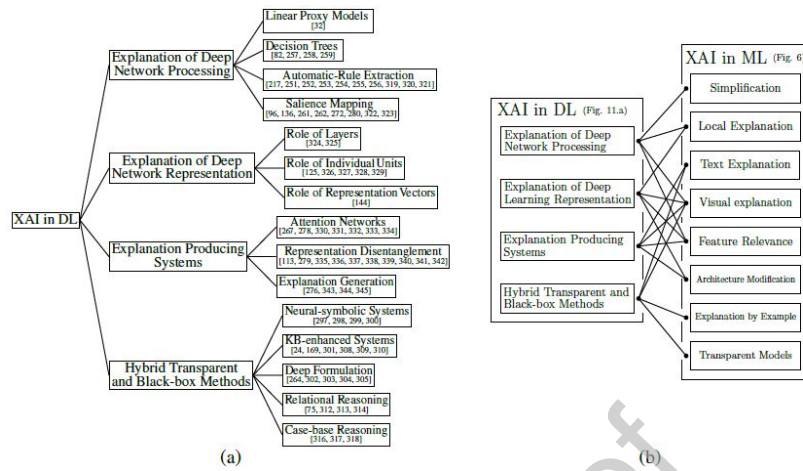 Linear Proxy Models
[32]
Decision Trees
[82, 257, 258, 259]
Automatic-Rule Extraction
[217, 251, 252, 253, 254, 255, 256, 319, 320, 321]
Salience Mapping
[96, 136, 261, 262, 272, 280, 322, 323]
Explanation of Deep
Network Processing
Role of Layers
[324, 325]
Role of Individual Units
[125, 326, 327, 328, 329]
Role of Representation Vectors
[144]
Explanation of Deep
Network Representation
XAI in DL
Attention Networks
[267, 278, 330, 331, 332, 333, 334]
Representation Disentanglement
[113, 279, 335, 336, 337, 338, 339, 340, 341, 342]
Explanation Generation
[276, 343, 344, 345]
Explanation Producing
Systems
Neural-symbolic Systems
[297, 298, 299, 300]
KB-enhanced Systems
[24, 169, 301, 308, 309, 310]
Deep Formulation
[264, 302, 303, 304, 305]
Relational Reasoning
[75, 312, 313, 314]
Case-base Reasoning
[316, 317, 318]
Hybrid Transparent
and Black-box Methods
(a)
XAI in DL (Fig. 11.a)
Explanation of Deep
Network Processing
Explanation of Deep
Learning Representation
Explanation Producing
Systems
Hybrid Transparent and
Black-box Methods
XAI in ML (Fig. 6)
Simplification
Local Explanation
Text Explanation
Visual explanation
Feature Relevance
Architecture Modification
Explanation by Example
Transparent Models
(b)
of